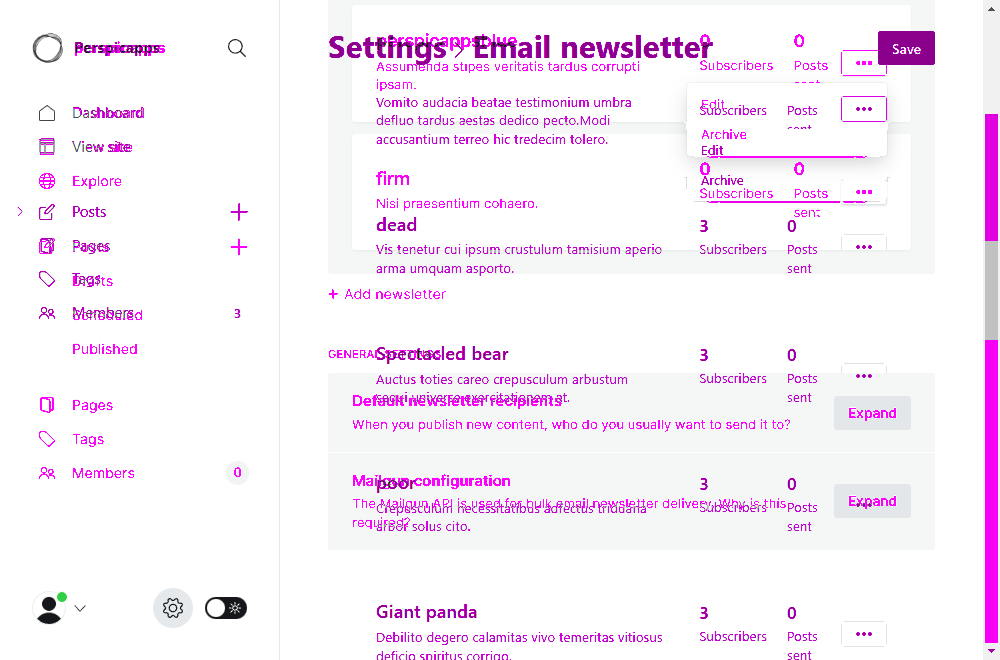 Perspicapps
Settings › Email newsletter
Save
perspicappsblue
0
0
Subscribers
Posts
Assumenda stipes veritatis tardus corrupti
ipsam.
Vomito audacia beatae testimonium umbra
defluo tardus aestas dedico pecto.Modi
accusantium terreo hic tredecim tolero.
Subscribers
Posts
sent
Edit
Archive
Edit
Archive
Dashboard
View site
Explore
Posts
Pages
Posts
Tags
Drafts
Members
3
Scheduled
Published
Pages
Tags
Members
0
firm
0
0
Nisi praesentium cohaero.
Subscribers
Posts
sent
dead
3
0
Vis tenetur cui ipsum crustulum tamisium aperio
arma umquam asporto.
Subscribers
Posts
sent
+ Add newsletter
GENERAL SETTINGS
Spectacled bear
3
0
Auctus toties careo crepusculum arbustum
sequi universe exercitationem at.
Subscribers
Posts
sent
Default newsletter recipients
When you publish new content, who do you usually want to send it to?
Expand
Mailgun configuration
poor
3
0
The Mailgun API is used for bulk email newsletter delivery. Why is this
required?
Crepusculum necessitatibus adfectus triduana
arbor solus cito.
Subscribers
Posts
sent
Expand
Giant panda
3
0
Debilito degero calamitas vivo temeritas vitiosus
deficio spiritus corrigo.
Subscribers
Posts
sent